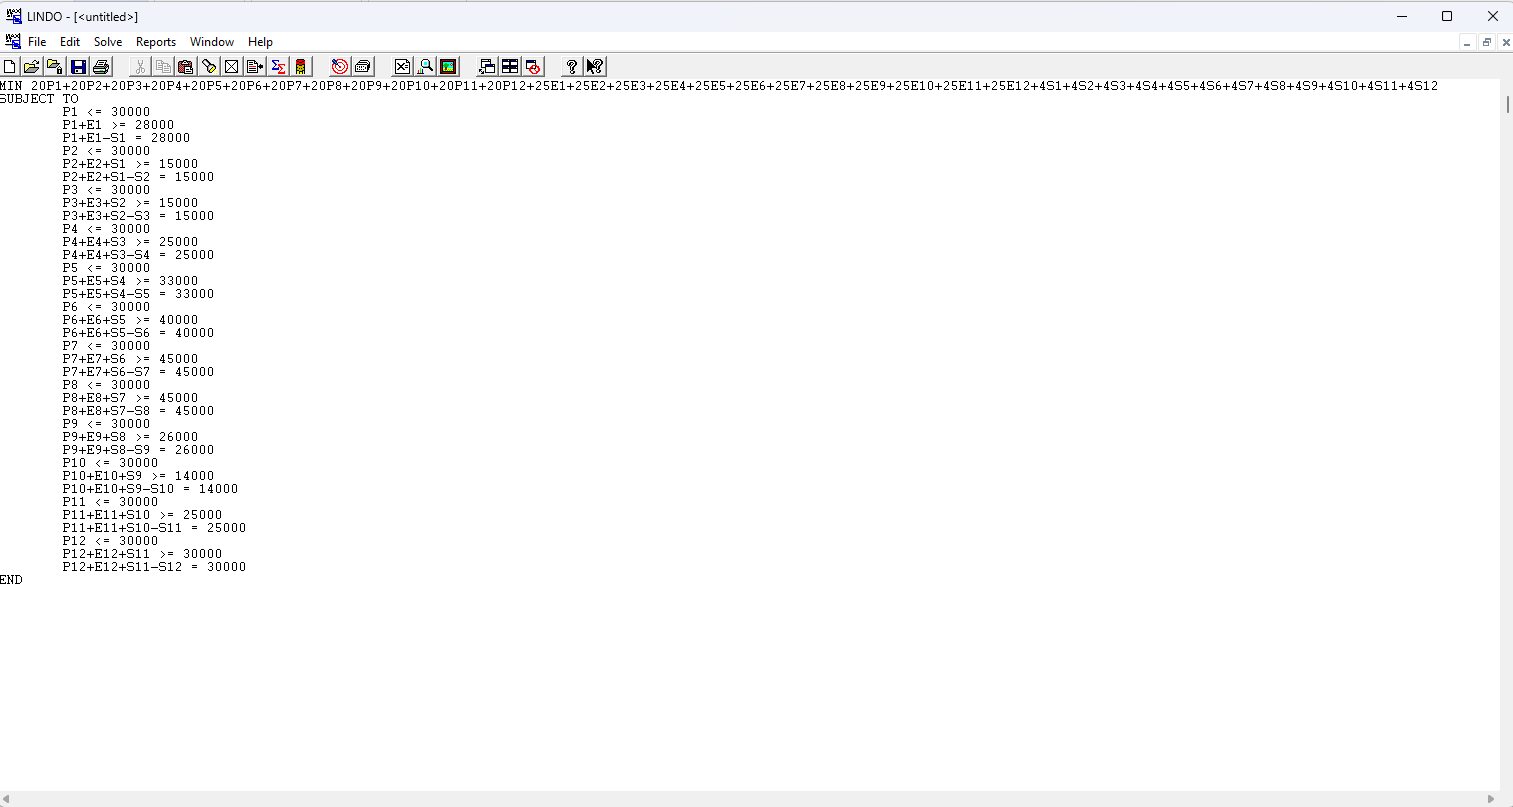 LINDO - [<untitled>]
File Edit Solve Reports Window Help
MIN 20P1+20P2+20P3+20P4+20P5+20P6+20P7+20P8+20P9+20P10+20P11+20P12+25E1+25E2+25E3+25E4+25E5+25E6+25E7+25E8+25E9+25E10+25E11+25E12+4S1+4S2+4S3+4S4+4S5+4S6+4S7+4S8+4S9+4S10+4S11+4S12
SUBJECT TO
P1 <= 30000
P1+E1 >= 28000
P1+E1-S1 = 28000
P2 <= 30000
P2+E2+S1 >= 15000
P2+E2+S1-S2 = 15000
P3 <= 30000
P3+E3+S2 >= 15000
P3+E3+S2-S3 = 15000
P4 <= 30000
P4+E4+S3 >= 25000
P4+E4+S3-S4 = 25000
P5 <= 30000
P5+E5+S4 >= 33000
P5+E5+S4-S5 = 33000
P6 <= 30000
P6+E6+S5 >= 40000
P6+E6+S5-S6 = 40000
P7 <= 30000
P7+E7+S6 >= 45000
P7+E7+S6-S7 = 45000
P8 <= 30000
P8+E8+S7 >= 45000
P8+E8+S7-S8 = 45000
P9 <= 30000
P9+E9+S8 >= 26000
P9+E9+S8-S9 = 26000
P10 <= 30000
P10+E10+S9 >= 14000
P10+E10+S9-S10 = 14000
P11 <= 30000
P11+E11+S10 >= 25000
P11+E11+S10-S11 = 25000
P12 <= 30000
P12+E12+S11 >= 30000
P12+E12+S11-S12 = 30000
END